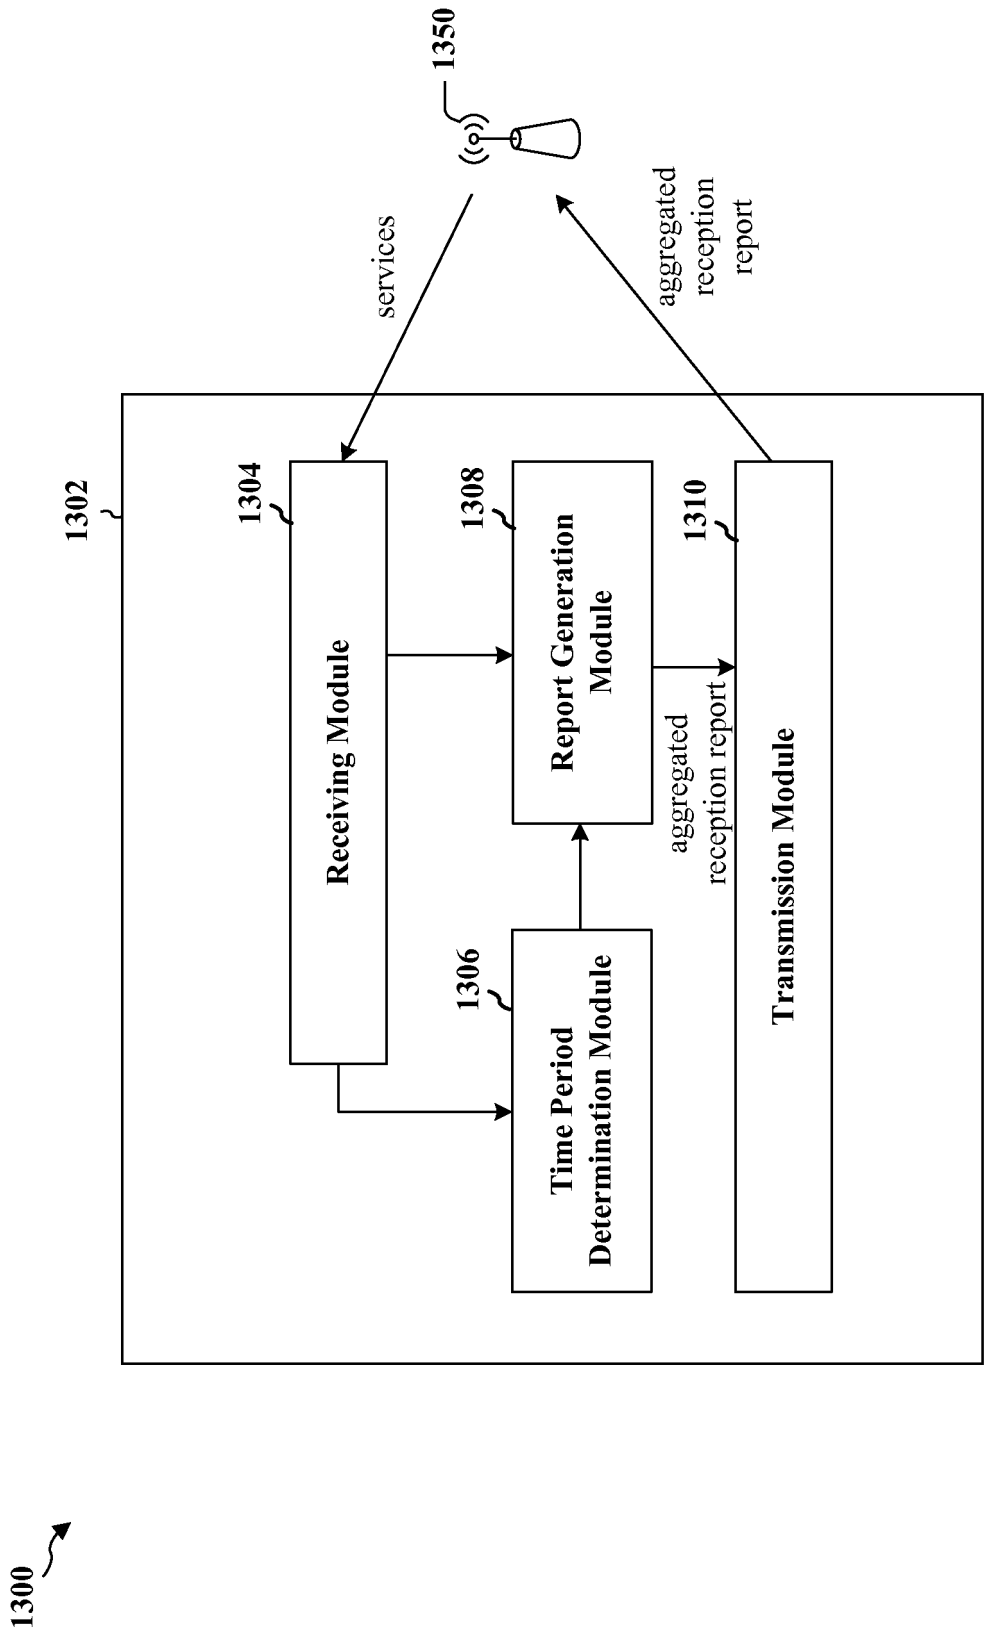 1300
1302
1304
Receiving Module
services
1350
1306
Time Period
Determination Module
1308
Report Generation
Module
aggregated
reception report
1310
Transmission Module
aggregated
reception
report